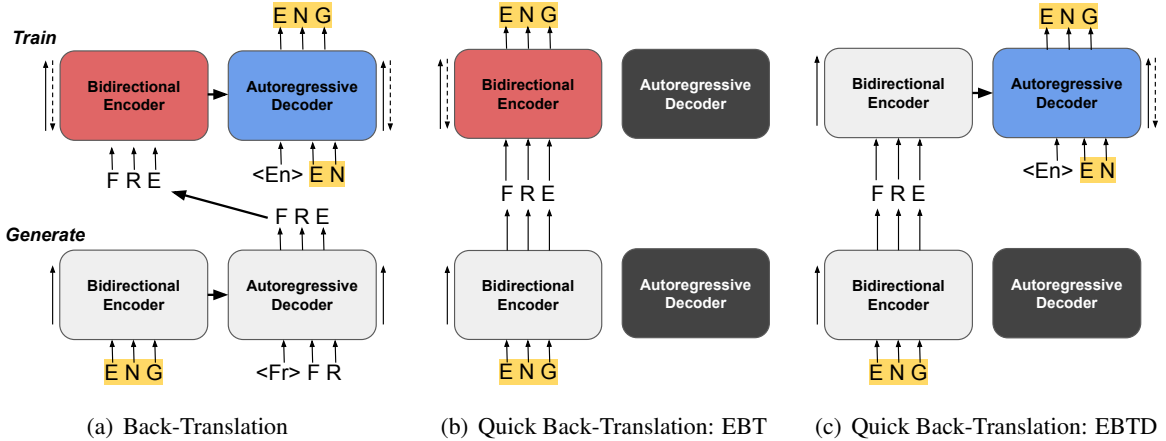 E N G
E N G
E N G
Train
Bidirectional
Encoder
Autoregressive
Decoder
Bidirectional
Encoder
Autoregressive
Decoder
Bidirectional
Encoder
Autoregressive
Decoder
F R E
<En> E N
F R E
F R E
<En> E N
F R E
Generate
Bidirectional
Encoder
Autoregressive
Decoder
Bidirectional
Encoder
Autoregressive
Decoder
Bidirectional
Encoder
Autoregressive
Decoder
E N G
<Fr> F R
E N G
E N G
(a) Back-Translation
(b) Quick Back-Translation: EBT
(c) Quick Back-Translation: EBTD